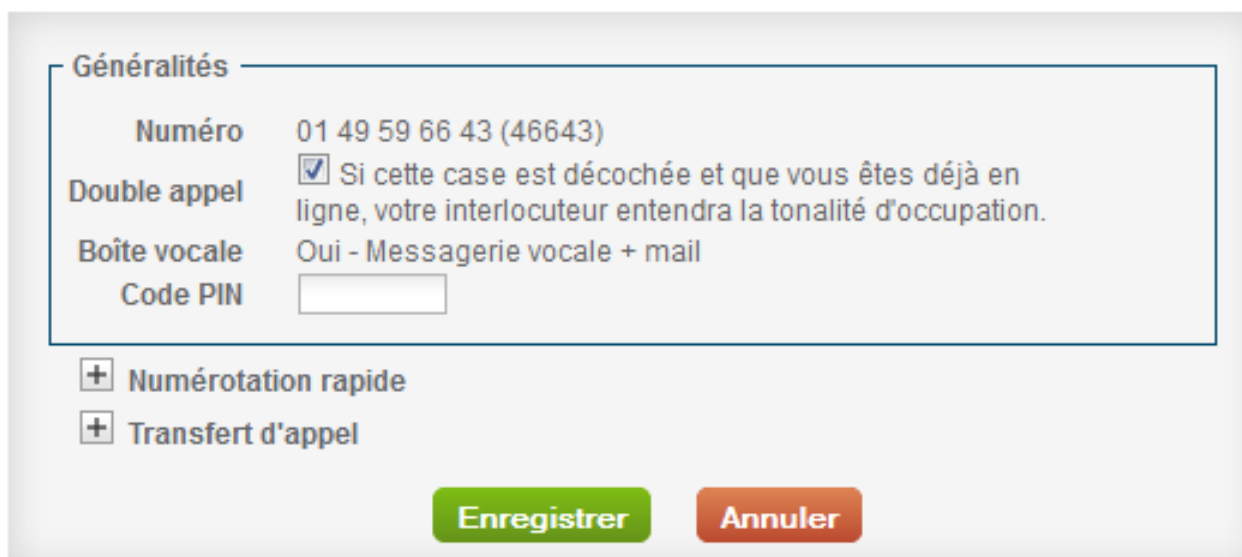 Généralités
Numéro 01 49 59 66 43 (46643)
Double appel Si cette case est décochée et que vous êtes déjà en
ligne, votre interlocuteur entendra la tonalité d'occupation.
Boîte vocale Oui - Messagerie vocale + mail
Code PIN
Numérotation rapide
Transfert d'appel
Enregistrer Annuler